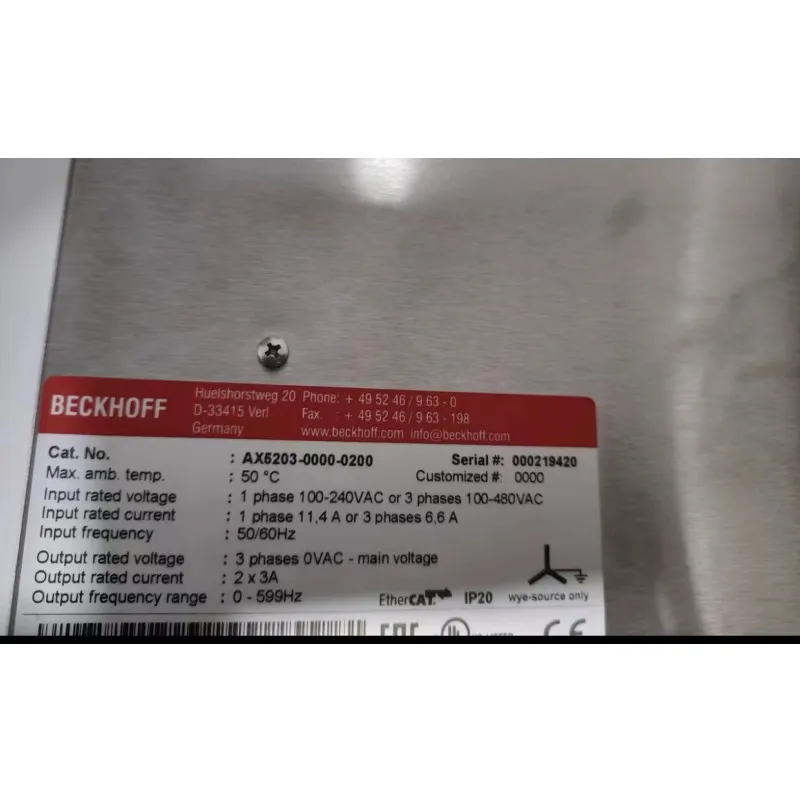 BECKHOFF
Huelshorstweg 20 Phone: + 49 52 46 / 9 63 - 0
D-33415 Verl Fax. : + 49 52 46 / 9 63 - 198
Germany www.beckhoff.com info@beckhoff.com
Cat. No. : AX5203-0000-0200 Serial #: 000219420
Max. amb. temp. : 50 °C Customized #: 0000
Input rated voltage : 1 phase 100-240VAC or 3 phases 100-480VAC
Input rated current : 1 phase 11,4 A or 3 phases 6,6 A
Input frequency : 50/60Hz
Output rated voltage : 3 phases 0VAC - main voltage
Output rated current : 2 x 3A
Output frequency range : 0 - 599Hz
EtherCAT IP20 wye-source only
EAC UL CE